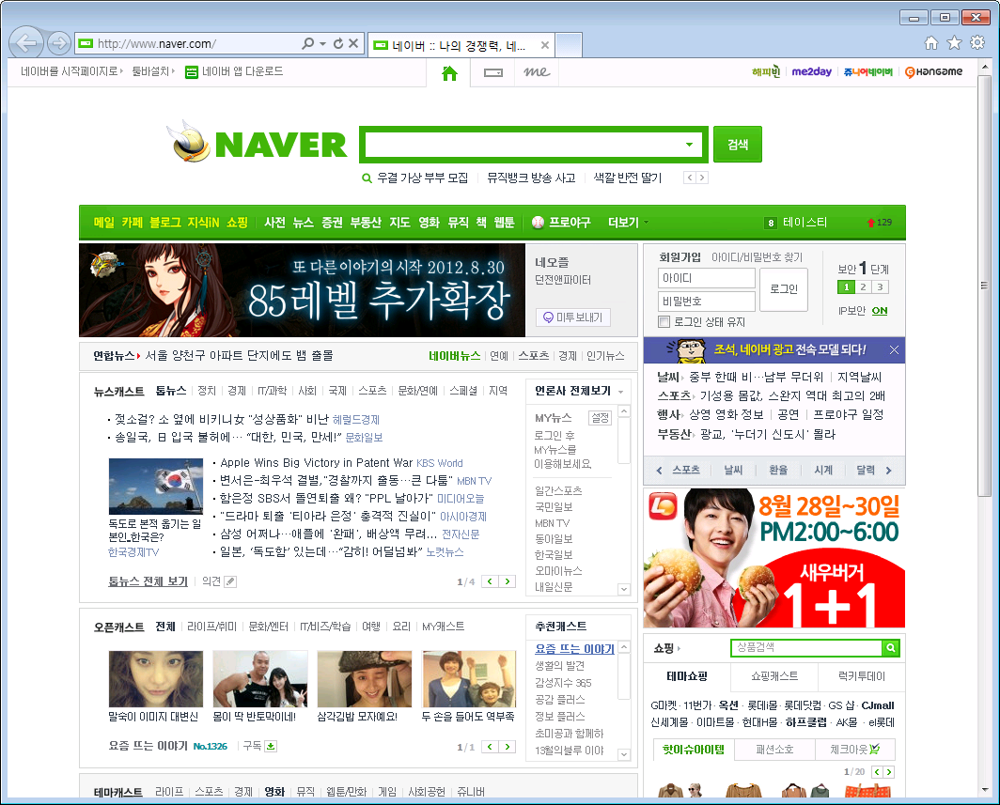 http://www.naver.com/
네이버 :: 나의 경쟁력, 네...
네이버를 시작페이지로 툴바설치 네이버 앱 다운로드
me
해피빈 me2day 쥬니어네이버 Hangame
NAVER 검색
우결 가상 부부 모집 뮤직뱅크 방송 사고 색깔 반전 딸기
메일 카페 블로그 지식iN 쇼핑 사전 뉴스 증권 부동산 지도 영화 뮤직 책 웹툰 프로야구 더보기 8 테이스티 129
또 다른 이야기의 시작 2012.8.30
85레벨 추가확장
네오플
던전앤파이터
미투 보내기
회원가입 아이디/비밀번호 찾기
아이디
비밀번호
로그인
로그인 상태 유지
보안 1 단계
1 2 3
IP보안 ON
연합뉴스 서울 양천구 아파트 단지에도 뱀 출몰
네이버뉴스 연예 스포츠 경제 인기뉴스
조석, 네이버 광고 전속 모델 되다!
날씨 중부 한때 비…남부 무더위 지역날씨
스포츠 기성용 몸값, 스완지 역대 최고의 2배
행사 상영 영화 정보 공연 프로야구 일정
부동산 광교, '누더기 신도시' 될라
스포츠 날씨 환율 시계 달력
뉴스캐스트 톱뉴스 정치 경제 IT/과학 사회 국제 스포츠 문화/연예 스페셜 지역
· 젖소걸? 소 옆에 비키니女 "성상품화" 비난 헤럴드경제
· 송일국, 日 입국 불허에… "대한, 민국, 만세!" 문화일보
독도로 본적 옮기는 일본인_한국은?
한국경제TV
· Apple Wins Big Victory in Patent War KBS World
· 변서은-최우석 결별,"경찰까지 출동…큰 다툼" MBN TV
· 함은정 SBS서 돌연퇴출 왜? "PPL 날아가" 미디어오늘
· "드라마 퇴출 '티아라 은정' 충격적 진실이" 아시아경제
· 삼성 어쩌나…애플에 '완패', 배상액 무려... 전자신문
· 일본, '독도함' 있는데…"감히! 어덜넘봐" 노컷뉴스
톱뉴스 전체 보기 의견
1 / 4
언론사 전체보기
MY뉴스 설정
로그인 후
MY뉴스를
이용해보세요.
일간스포츠
국민일보
MBN TV
동아일보
한국일보
오마이뉴스
내일신문
8월 28일~30일
PM2:00~6:00
새우버거
1+1
오픈캐스트 전체 라이프/취미 문화/엔터 IT/비즈/학습 여행 요리 MY캐스트
말숙이 이미지 대변신
몸이 딱 반토막이네!
삼각김밥 모자예요!
두 손을 들어도 역부족
요즘 뜨는 이야기 No.1326 구독
1 / 1
추천캐스트
요즘 뜨는 이야기
생활의 발견
감성지수 365
공감 플러스
정보 플러스
초미공과 함께하
13월의블루 이야
쇼핑 상품검색
테마쇼핑 쇼핑캐스트 럭키투데이
G마켓 · 11번가 · 옥션 · 롯데i몰 · 롯데닷컴 · GS 샵 · CJmall
신세계몰 · 이마트몰 · 현대H몰 · 하프클럽 · AK몰 · el롯데
핫이슈아이템 패션소호 체크아웃
1 / 20
테마캐스트 라이프 스포츠 경제 영화 뮤직 웹툰/만화 게임 사회공헌 쥬니버